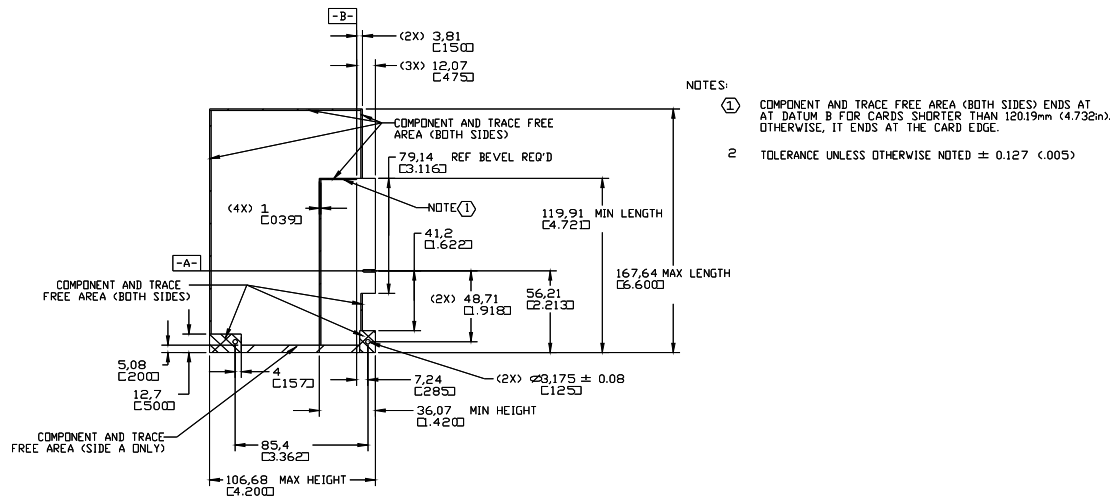 -B-
(2X) 3,81
[.150]
(3X) 12,07
[.475]
NOTES:
1 COMPONENT AND TRACE FREE AREA (BOTH SIDES) ENDS AT
AT DATUM B FOR CARDS SHORTER THAN 120.19mm (4.732in).
OTHERWISE, IT ENDS AT THE CARD EDGE.
2 TOLERANCE UNLESS OTHERWISE NOTED ± 0.127 (.005)
COMPONENT AND TRACE FREE
AREA (BOTH SIDES)
79,14 REF BEVEL REQ'D
[3.116]
(4X) 1
[.039]
NOTE 1
119,91 MIN LENGTH
[4.721]
41,2
[1.622]
-A-
167,64 MAX LENGTH
[6.600]
COMPONENT AND TRACE
FREE AREA (BOTH SIDES)
(2X) 48,71
[1.918]
56,21
[2.213]
5,08
[.200]
4
[.157]
7,24
[.285]
(2X) ⌀3,175 ± 0.08
[.125]
12,7
[.500]
36,07 MIN HEIGHT
[1.420]
COMPONENT AND TRACE
FREE AREA (SIDE A ONLY)
85,4
[3.362]
106,68 MAX HEIGHT
[4.200]